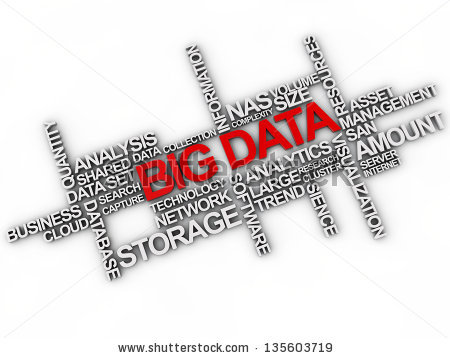 INFORMATION
RESOURCES
NAS
VOLUME
SIZE
COMPLEXITY
ASSET
MANAGEMENT
SAN
AMOUNT
QUANTITY
ANALYSIS
SHARED
DATA COLLECTION
DATA SET
SEARCH
CAPTURE
BIG DATA
TECHNOLOGY
NETWORK
ANALYTICS
LARGE
TREND
RESEARCH
CLUSTER
SERVER
INTERNET
VISUALIZATION
SCIENCE
SOFTWARE
BUSINESS
CLOUD
DATABASE
STORAGE
shutterstock
www.shutterstock.com · 135603719